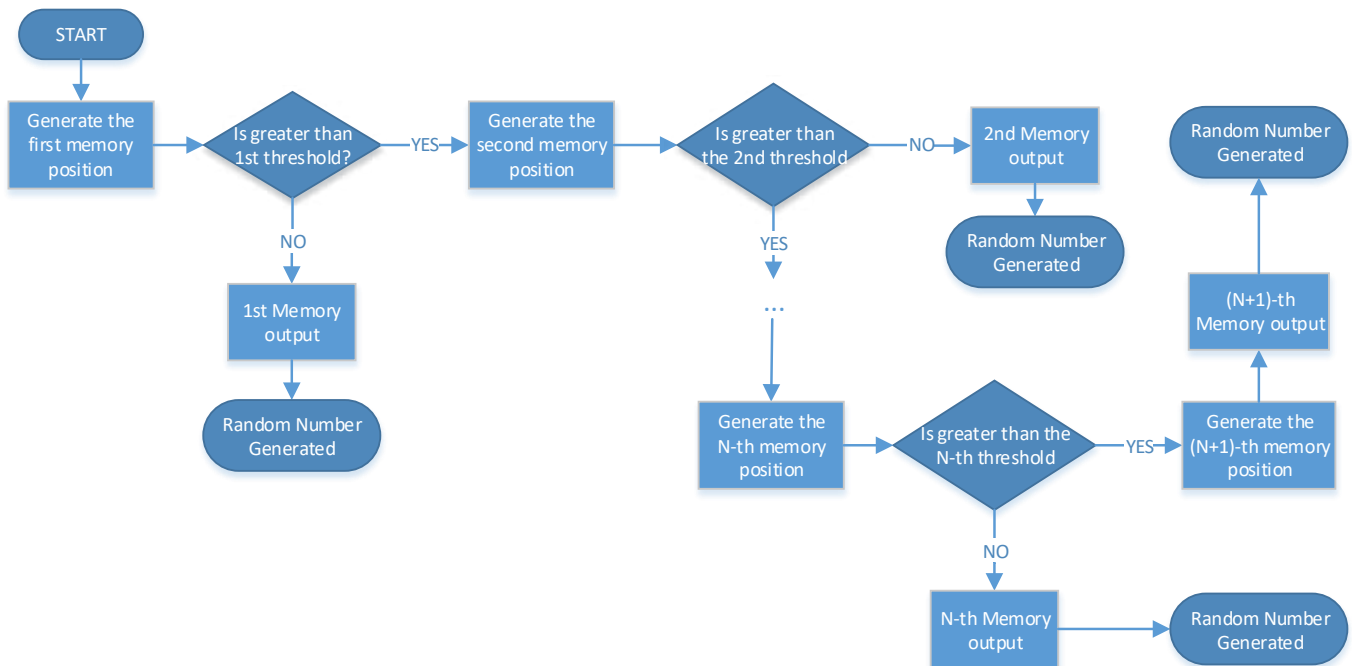 START
Generate the
first memory
position
Is greater than
1st threshold?
YES
Generate the
second memory
position
Is greater than
the 2nd threshold
NO
2nd Memory
output
Random Number
Generated
NO
1st Memory
output
Random Number
Generated
YES
...
Generate the
N-th memory
position
Is greater than the
N-th threshold
YES
Generate the
(N+1)-th memory
position
(N+1)-th
Memory output
Random Number
Generated
NO
N-th Memory
output
Random Number
Generated